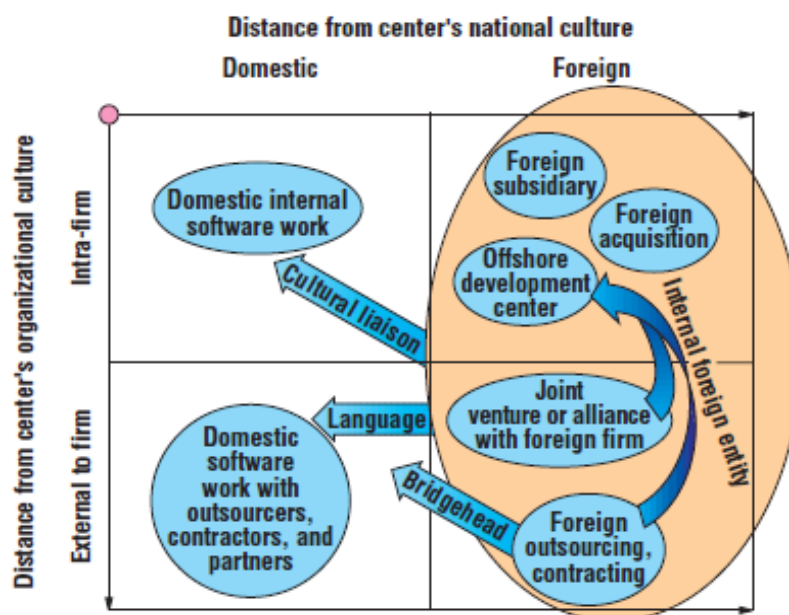 Distance from center's national culture
Domestic
Foreign
Distance from center's organizational culture
Intra-firm
External to firm
Domestic internal
software work
Foreign
subsidiary
Foreign
acquisition
Offshore
development
center
Cultural liaison
Internal foreign entity
Joint
venture or alliance
with foreign firm
Language
Domestic
software
work with
outsourcers,
contractors, and
partners
Bridgehead
Foreign
outsourcing,
contracting